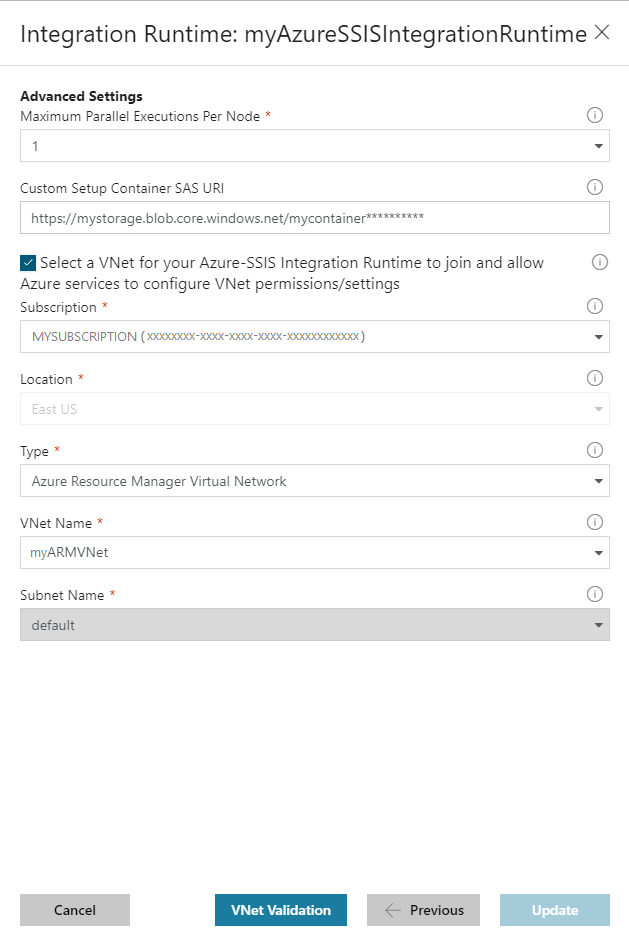 Integration Runtime: myAzureSSISIntegrationRuntime
Advanced Settings
Maximum Parallel Executions Per Node *
1
Custom Setup Container SAS URI
https://mystorage.blob.core.windows.net/mycontainer**********
Select a VNet for your Azure-SSIS Integration Runtime to join and allow
Azure services to configure VNet permissions/settings
Subscription *
MYSUBSCRIPTION (xxxxxxxx-xxxx-xxxx-xxxx-xxxxxxxxxxxx)
Location *
East US
Type *
Azure Resource Manager Virtual Network
VNet Name *
myARMVNet
Subnet Name *
default
Cancel
VNet Validation
Previous
Update